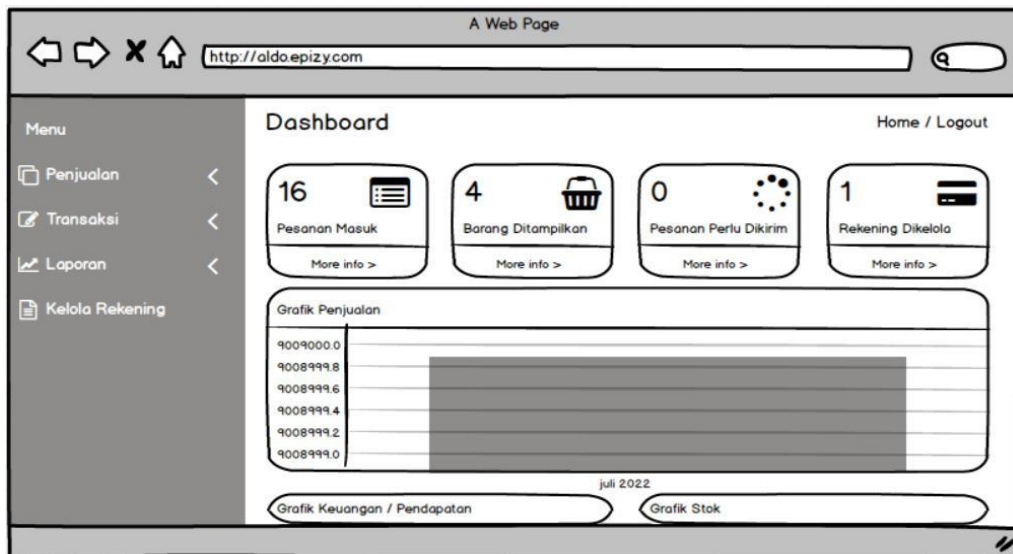 A Web Page
http://aldo.epizy.com
Menu
Penjualan
Transaksi
Laporan
Kelola Rekening
Dashboard
Home / Logout
16
Pesanan Masuk
More info >
4
Barang Ditampilkan
More info >
0
Pesanan Perlu Dikirim
More info >
1
Rekening Dikelola
More info >
Grafik Penjualan
9009000.0
9008999.8
9008999.6
9008999.4
9008999.2
9008999.0
juli 2022
Grafik Keuangan / Pendapatan
Grafik Stok